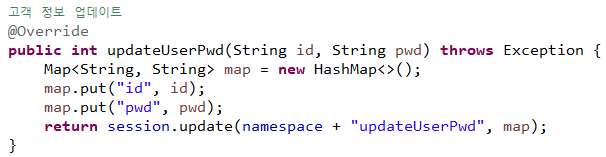 고객 정보 업데이트
@Override
public int updateUserPwd(String id, String pwd) throws Exception {
    Map<String, String> map = new HashMap<>();
    map.put("id", id);
    map.put("pwd", pwd);
    return session.update(namespace + "updateUserPwd", map);
}